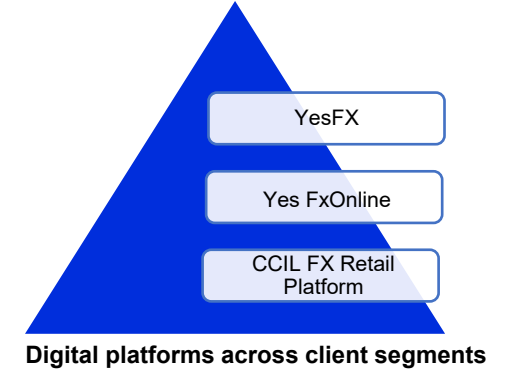 YesFX
Yes FxOnline
CCIL FX Retail
Platform
Digital platforms across client segments